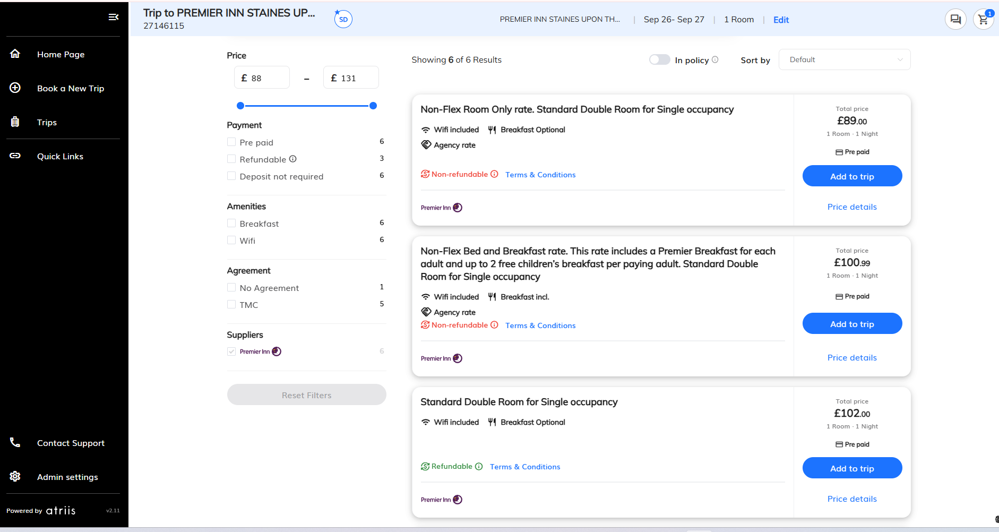 Trip to PREMIER INN STAINES UP...
27146115
SD
PREMIER INN STAINES UPON TH... | Sep 26- Sep 27 | 1 Room | Edit
1
Home Page
Book a New Trip
Trips
Quick Links
Contact Support
Admin settings
Powered by atriis v2.11
Price
£ 88 – £ 131
Payment
Pre paid 6
Refundable 3
Deposit not required 6
Amenities
Breakfast 6
Wifi 6
Agreement
No Agreement 1
TMC 5
Suppliers
Premier Inn 6
Reset Filters
Showing 6 of 6 Results
In policy
Sort by Default
Non-Flex Room Only rate. Standard Double Room for Single occupancy
Wifi included Breakfast Optional
Agency rate
Non-refundable Terms & Conditions
Premier Inn
Total price
£89.00
1 Room · 1 Night
Pre paid
Add to trip
Price details
Non-Flex Bed and Breakfast rate. This rate includes a Premier Breakfast for each
adult and up to 2 free children's breakfast per paying adult. Standard Double
Room for Single occupancy
Wifi included Breakfast incl.
Agency rate
Non-refundable Terms & Conditions
Premier Inn
Total price
£100.99
1 Room · 1 Night
Pre paid
Add to trip
Price details
Standard Double Room for Single occupancy
Wifi included Breakfast Optional
Refundable Terms & Conditions
Premier Inn
Total price
£102.00
1 Room · 1 Night
Pre paid
Add to trip
Price details